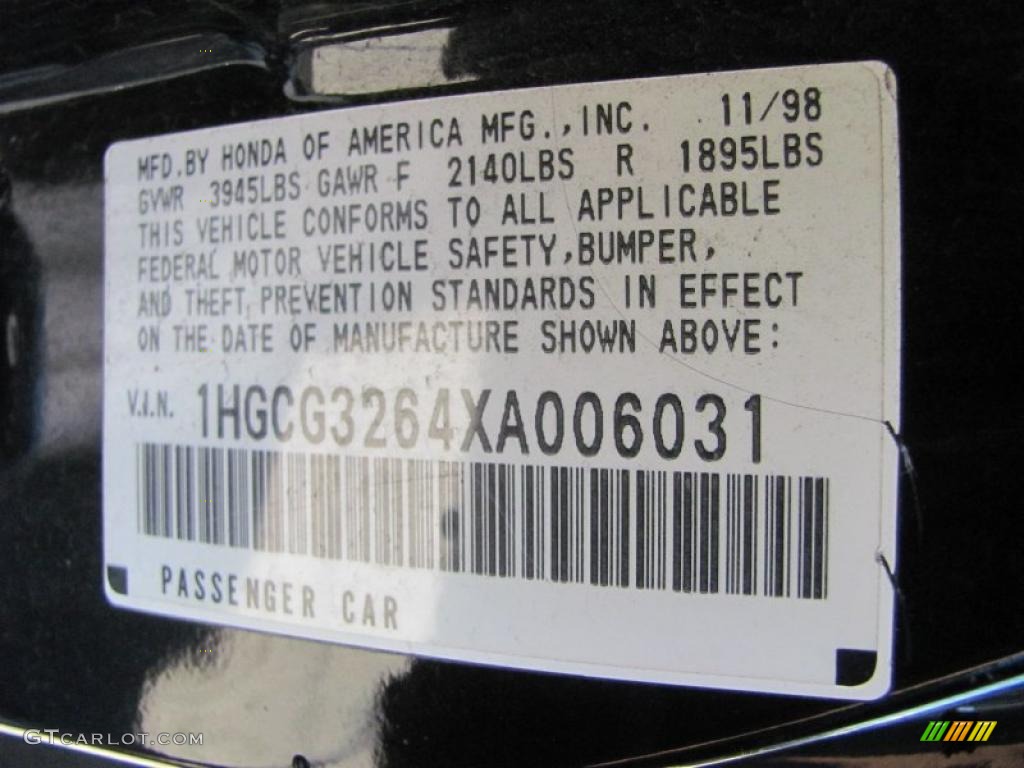 MFD.BY HONDA OF AMERICA MFG.,INC. 11/98
GVWR 3945LBS GAWR F 2140LBS R 1895LBS
THIS VEHICLE CONFORMS TO ALL APPLICABLE
FEDERAL MOTOR VEHICLE SAFETY,BUMPER,
AND THEFT PREVENTION STANDARDS IN EFFECT
ON THE DATE OF MANUFACTURE SHOWN ABOVE:
V.I.N. 1HGCG3264XA006031
PASSENGER CAR
GTCARLOT.COM